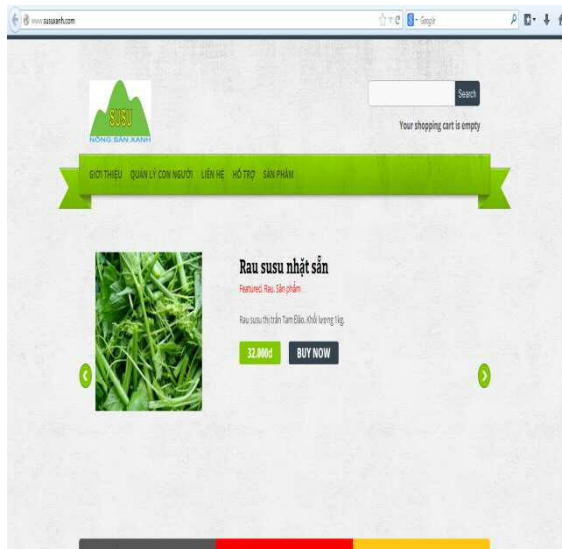 www.susuxanh.com
Google
SUSU
NÔNG SẢN XANH
Search
Your shopping cart is empty
GIỚI THIỆU QUẢN LÝ CON NGƯỜI LIÊN HỆ HỖ TRỢ SẢN PHẨM
Rau susu nhặt sẵn
Featured, Rau, Sản phẩm
Rau susu thị trấn Tam Đảo. Khối lượng 1kg.
32.000đ BUY NOW